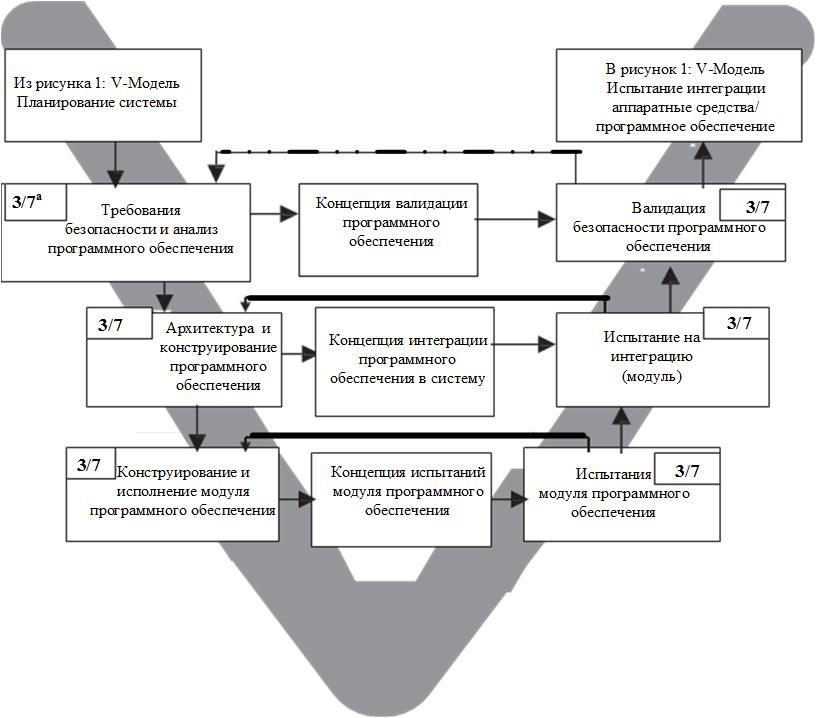 Из рисунка 1: V-Модель
Планирование системы
В рисунок 1: V-Модель
Испытание интеграции
аппаратные средства/
программное обеспечение
3/7ª
Требования
безопасности и анализ
программного обеспечения
Концепция валидации
программного
обеспечения
3/7
Валидация
безопасности программного
обеспечения
3/7
Архитектура и
конструирование
программного
обеспечения
Концепция интеграции
программного
обеспечения в систему
3/7
Испытание на
интеграцию
(модуль)
3/7
Конструирование и
исполнение модуля
программного обеспечения
Концепция испытаний
модуля программного
обеспечения
3/7
Испытания
модуля программного
обеспечения